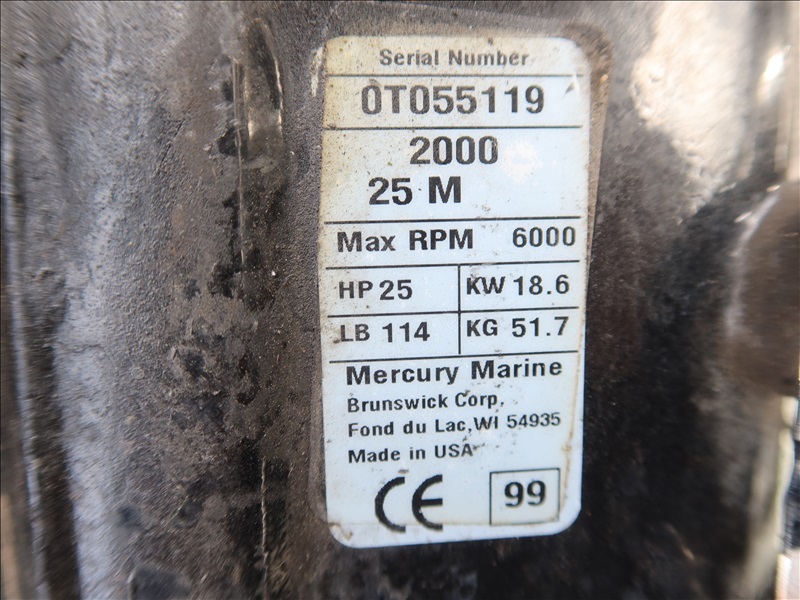 Serial Number
0T055119
2000
25 M
Max RPM 6000
HP 25 KW 18.6
LB 114 KG 51.7
Mercury Marine
Brunswick Corp,
Fond du Lac,WI 54935
Made in USA
CE 99